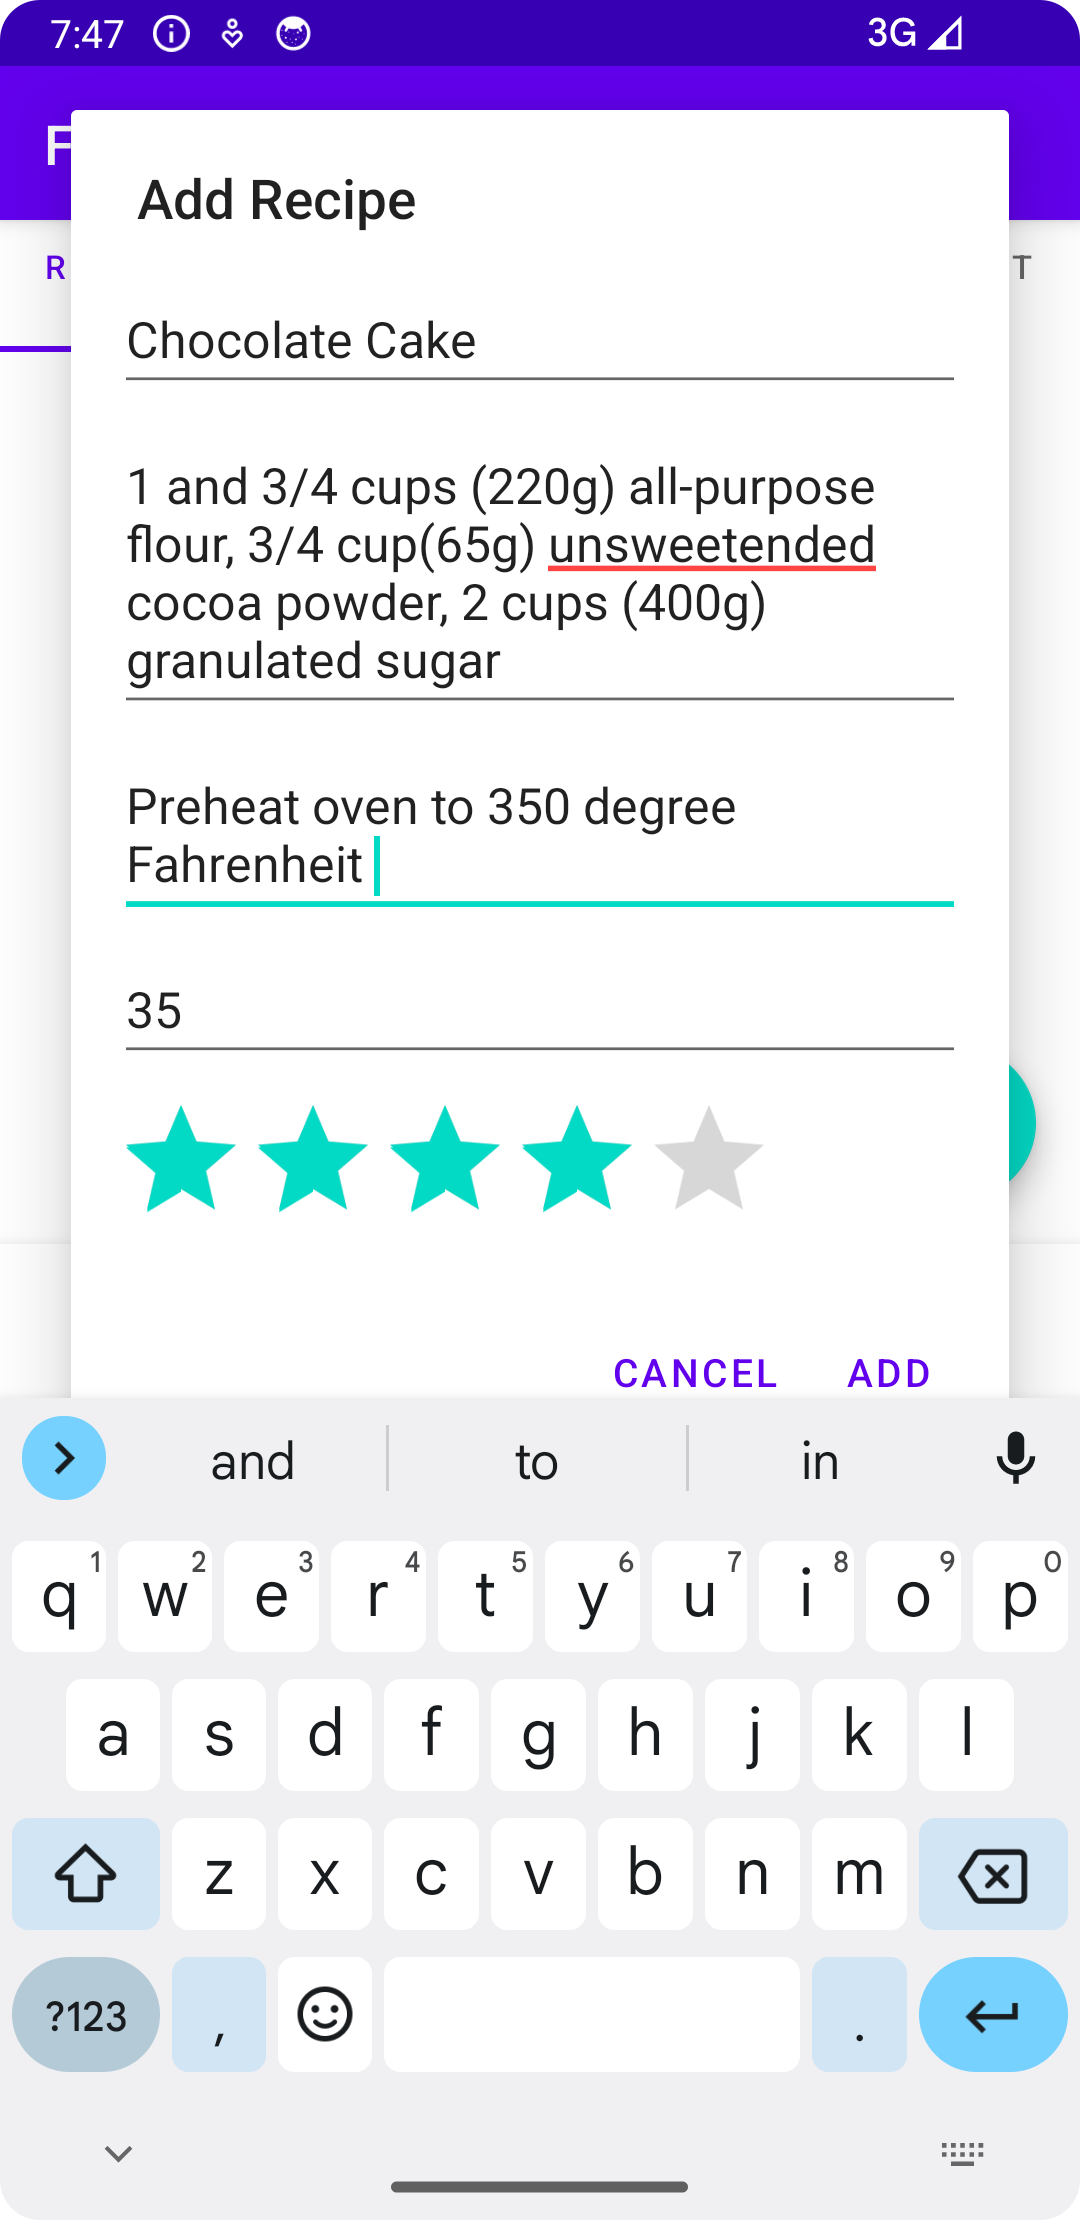 7:47 3G
F
Add Recipe
R T
Chocolate Cake
1 and 3/4 cups (220g) all-purpose
flour, 3/4 cup(65g) unsweetended
cocoa powder, 2 cups (400g)
granulated sugar
Preheat oven to 350 degree
Fahrenheit
35
CANCEL ADD
and to in
q 1 w 2 e 3 r 4 t 5 y 6 u 7 i 8 o 9 p 0
a s d f g h j k l
z x c v b n m
?123 , .